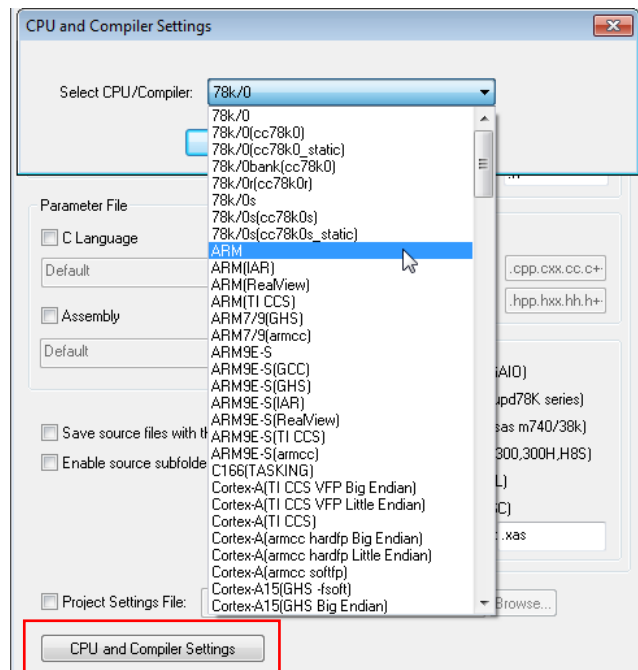 CPU and Compiler Settings
Select CPU/Compiler: 78k/0
78k/0
78k/0(cc78k0)
78k/0(cc78k0_static)
78k/0bank(cc78k0)
78k/0r(cc78k0r)
78k/0s
78k/0s(cc78k0s)
78k/0s(cc78k0s_static)
ARM
ARM(IAR)
ARM(RealView)
ARM(TI CCS)
ARM7/9(GHS)
ARM7/9(armcc)
ARM9E-S
ARM9E-S(GCC)
ARM9E-S(GHS)
ARM9E-S(IAR)
ARM9E-S(RealView)
ARM9E-S(TI CCS)
ARM9E-S(armcc)
C166(TASKING)
Cortex-A(TI CCS VFP Big Endian)
Cortex-A(TI CCS VFP Little Endian)
Cortex-A(TI CCS)
Cortex-A(armcc hardfp Big Endian)
Cortex-A(armcc hardfp Little Endian)
Cortex-A(armcc softfp)
Cortex-A15(GHS -fsoft)
Cortex-A15(GHS Big Endian)
Parameter File
C Language
Default
.cpp.cxx.cc.c+
.hpp.hxx.hh.h+
Assembly
Default
upd78K series)
sas m740/38k)
300,300H,H8S)
Save source files with
Enable source subfolde
.xas
Project Settings File:
Browse...
CPU and Compiler Settings